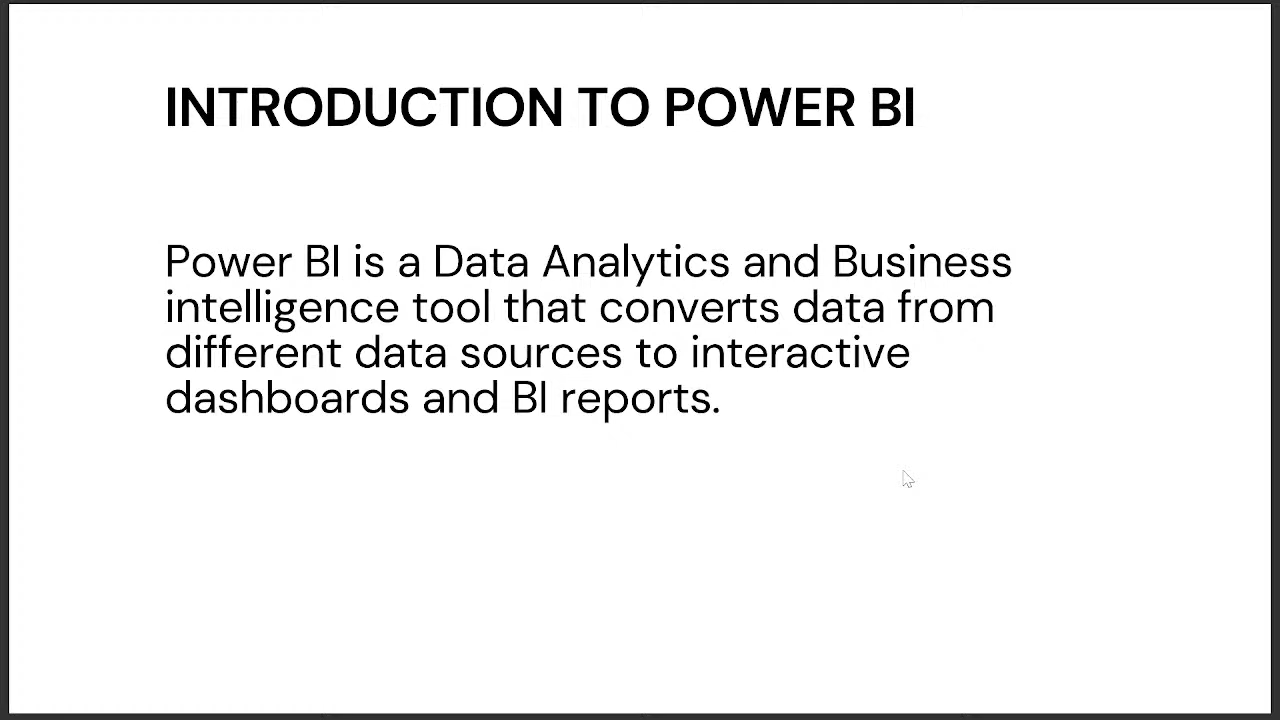 INTRODUCTION TO POWER BI
Power BI is a Data Analytics and Business
intelligence tool that converts data from
different data sources to interactive
dashboards and BI reports.